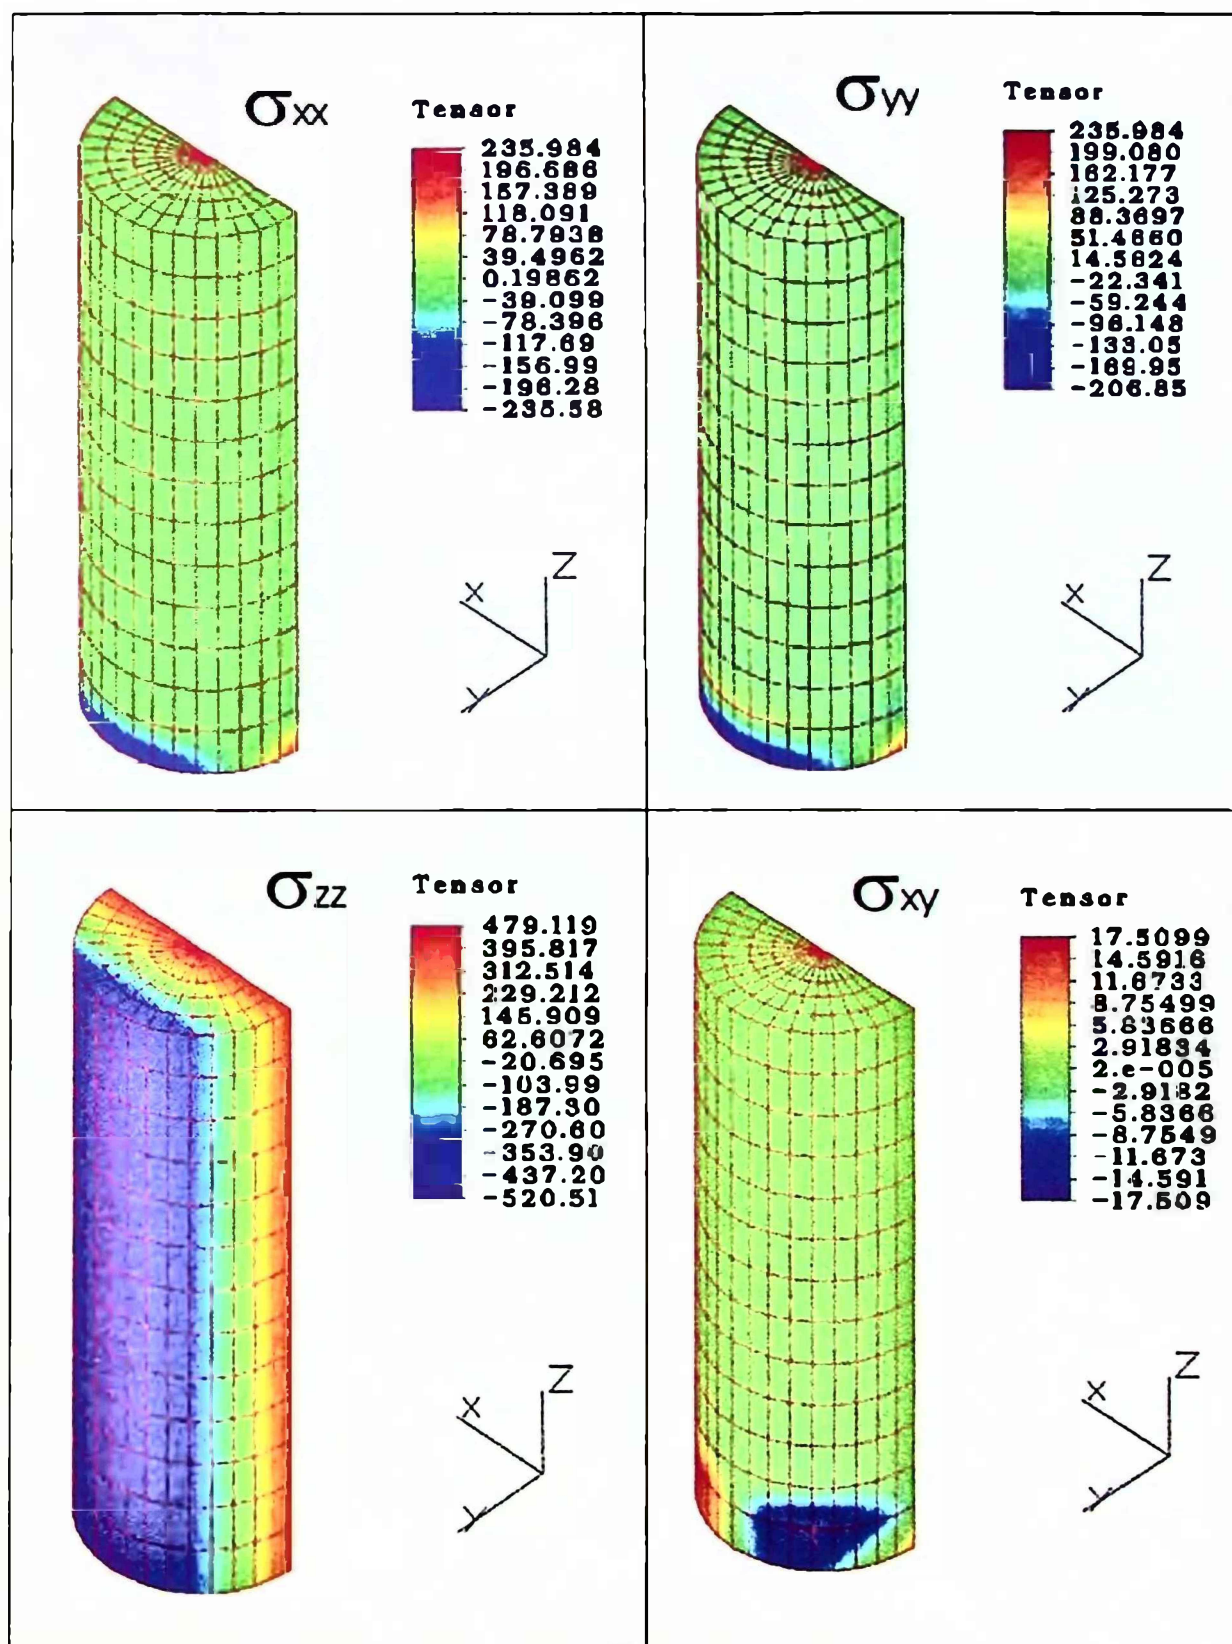 σxx
Tensor
235.984
196.686
157.389
118.091
78.7938
39.4962
0.19862
-39.099
-78.396
-117.69
-156.99
-196.28
-235.58
Z
X
Y
σyy
Tensor
235.984
199.080
162.177
125.273
88.3697
51.4660
14.5624
-22.341
-59.244
-96.148
-133.05
-169.95
-206.85
Z
X
Y
σzz
Tensor
479.119
395.817
312.514
229.212
145.909
62.6072
-20.695
-103.99
-187.30
-270.60
-353.90
-437.20
-520.51
Z
X
Y
σxy
Tensor
17.5099
14.5916
11.6733
8.75499
5.83666
2.91834
2.e-005
-2.9182
-5.8366
-8.7549
-11.673
-14.591
-17.509
Z
X
Y